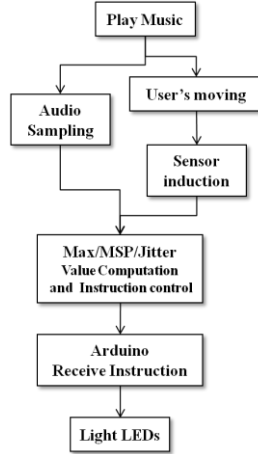 Play Music
User's moving
Audio
Sampling
Sensor
induction
Max/MSP/Jitter
Value Computation
and Instruction control
Arduino
Receive Instruction
Light LEDs